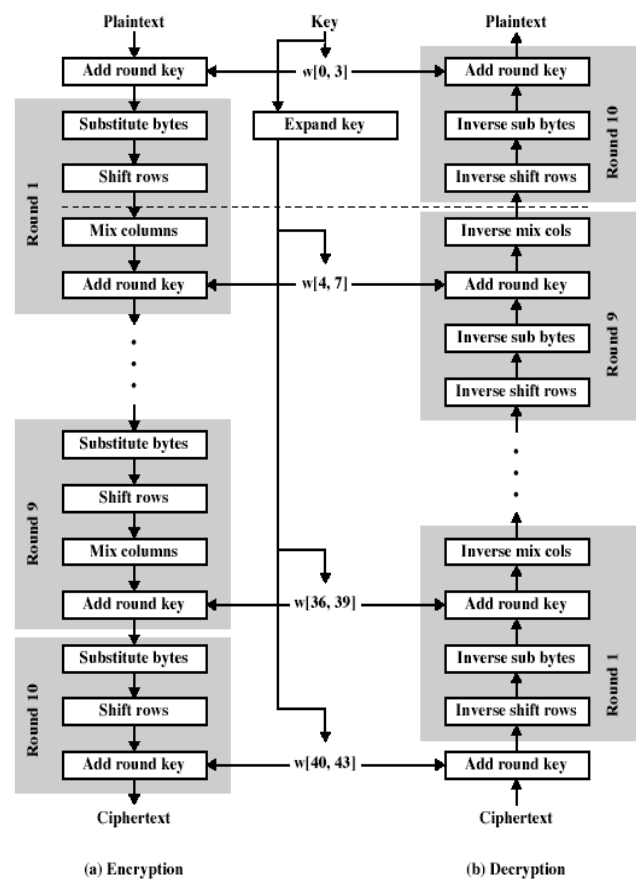 Plaintext
Key
Plaintext
Add round key
w[0, 3]
Add round key
Substitute bytes
Expand key
Inverse sub bytes
Shift rows
Inverse shift rows
Round 1
Round 10
Mix columns
Inverse mix cols
Add round key
w[4, 7]
Add round key
Inverse sub bytes
Inverse shift rows
Round 9
Substitute bytes
Shift rows
Mix columns
Inverse mix cols
Round 9
Add round key
w[36, 39]
Add round key
Substitute bytes
Inverse sub bytes
Shift rows
Inverse shift rows
Round 10
Round 1
Add round key
w[40, 43]
Add round key
Ciphertext
Ciphertext
(a) Encryption
(b) Decryption